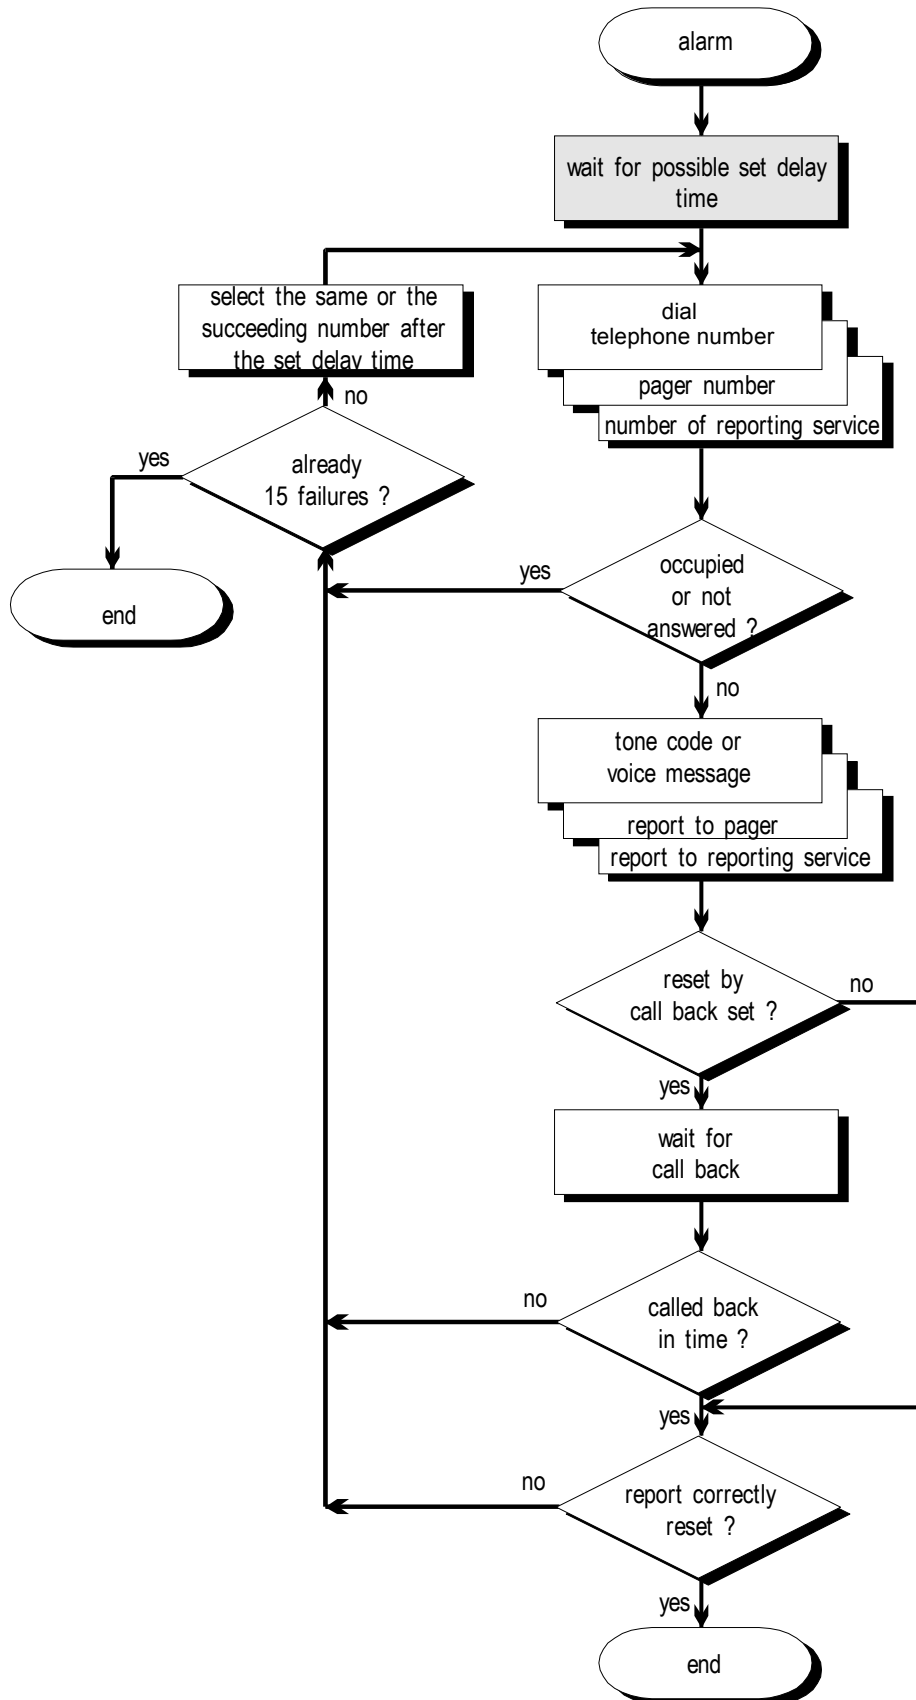 alarm
wait for possible set delay
time
select the same or the
succeeding number after
the set delay time
dial
telephone number
pager number
number of reporting service
no
yes
already
15 failures ?
end
yes
occupied
or not
answered ?
no
tone code or
voice message
report to pager
report to reporting service
reset by
call back set ?
no
yes
wait for
call back
no
called back
in time ?
yes
no
report correctly
reset ?
yes
end